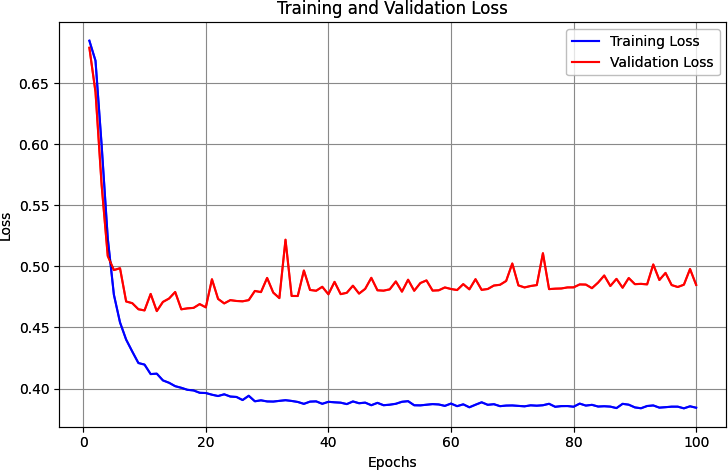 Training and Validation Loss
Training Loss
Validation Loss
0.65
0.60
0.55
0.50
0.45
0.40
Loss
0 20 40 60 80 100
Epochs